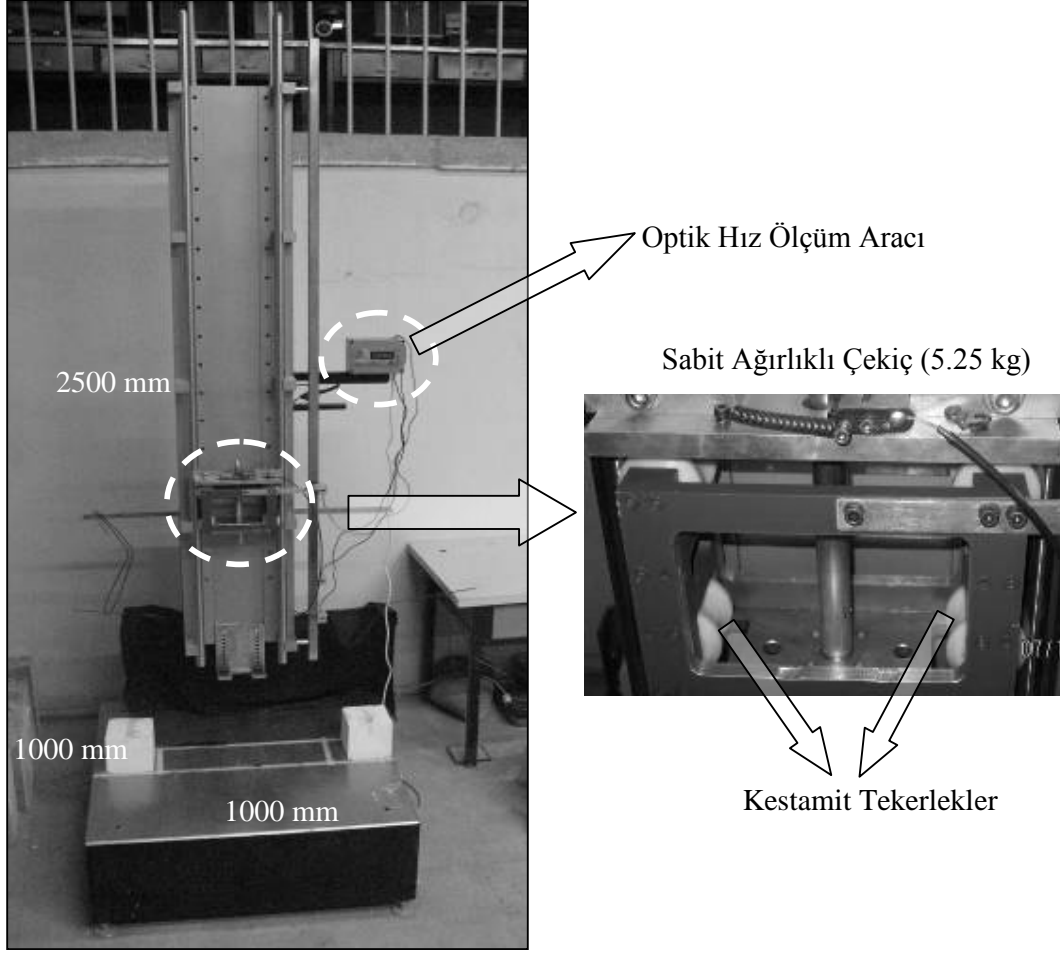 Optik Hız Ölçüm Aracı
Sabit Ağırlıklı Çekiç (5.25 kg)
2500 mm
1000 mm
1000 mm
Kestamit Tekerlekler